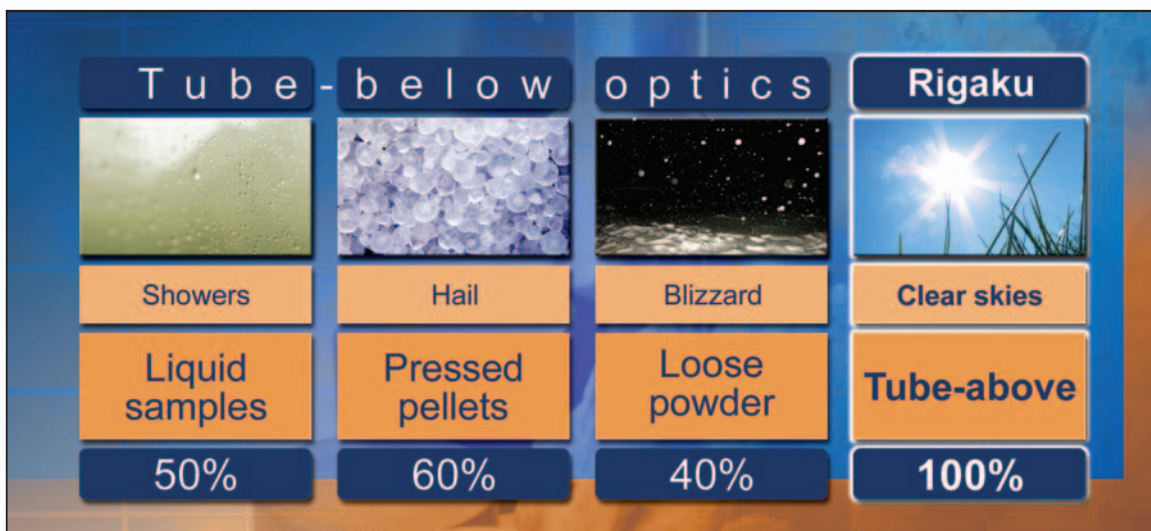 Tube-below optics
Rigaku
Showers
Hail
Blizzard
Clear skies
Liquid
samples
Pressed
pellets
Loose
powder
Tube-above
50%
60%
40%
100%